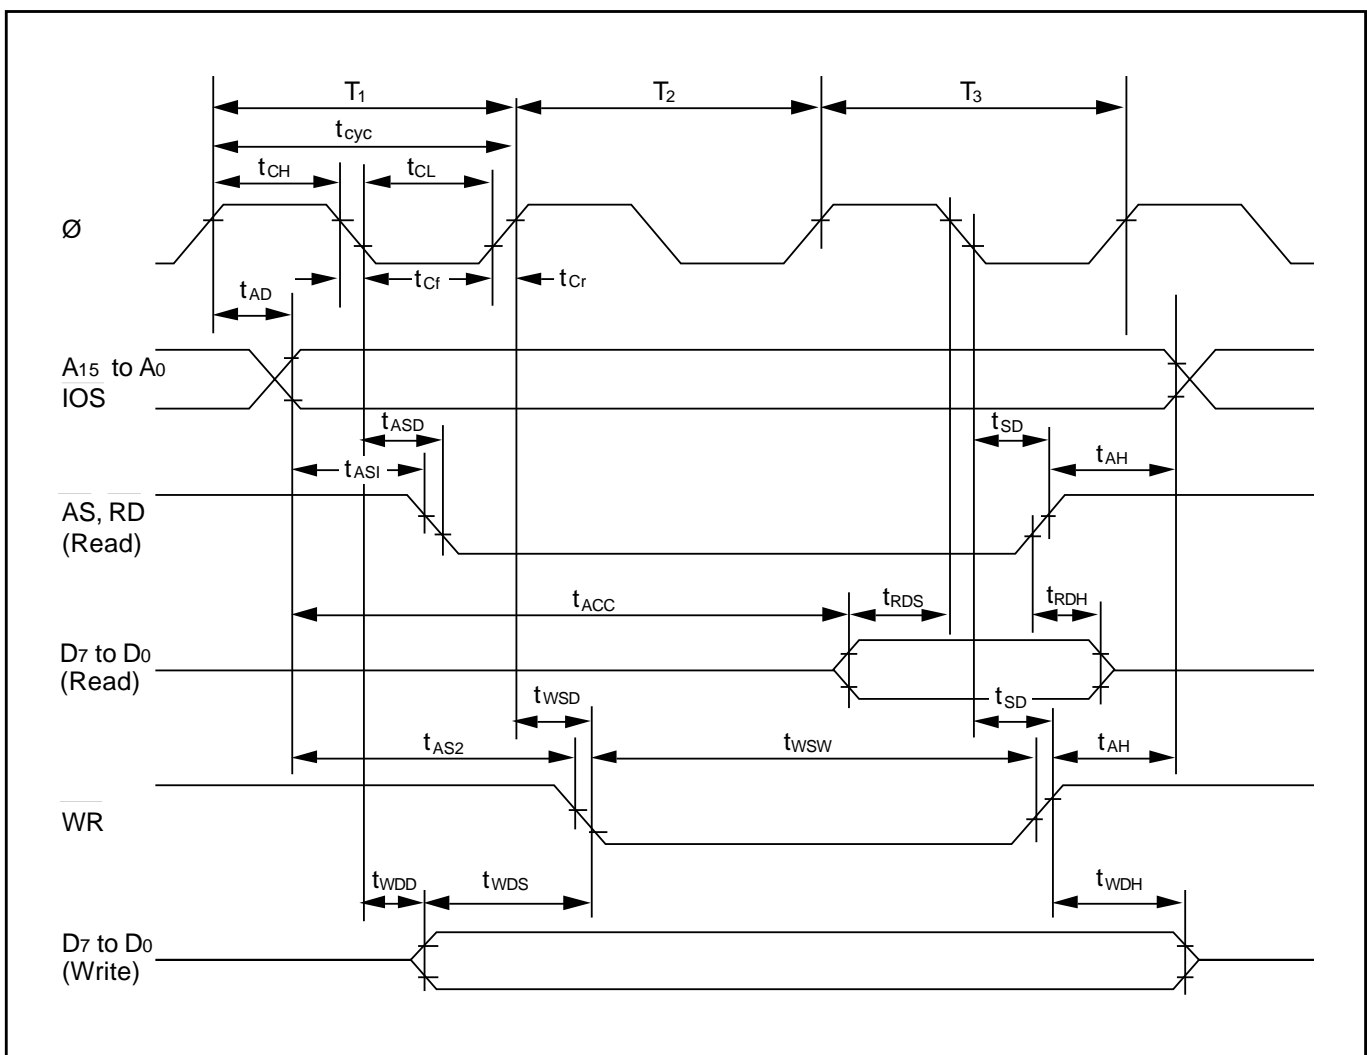 T1 T2 T3
tcyc
tCH tCL
Ø
tCf tCr
tAD
A15 to A0
IOS
tASD tSD
tASI tAH
AS, RD
(Read)
tACC tRDS tRDH
D7 to D0
(Read)
tWSD tSD
tAS2 tWSW tAH
WR
tWDD tWDS tWDH
D7 to D0
(Write)